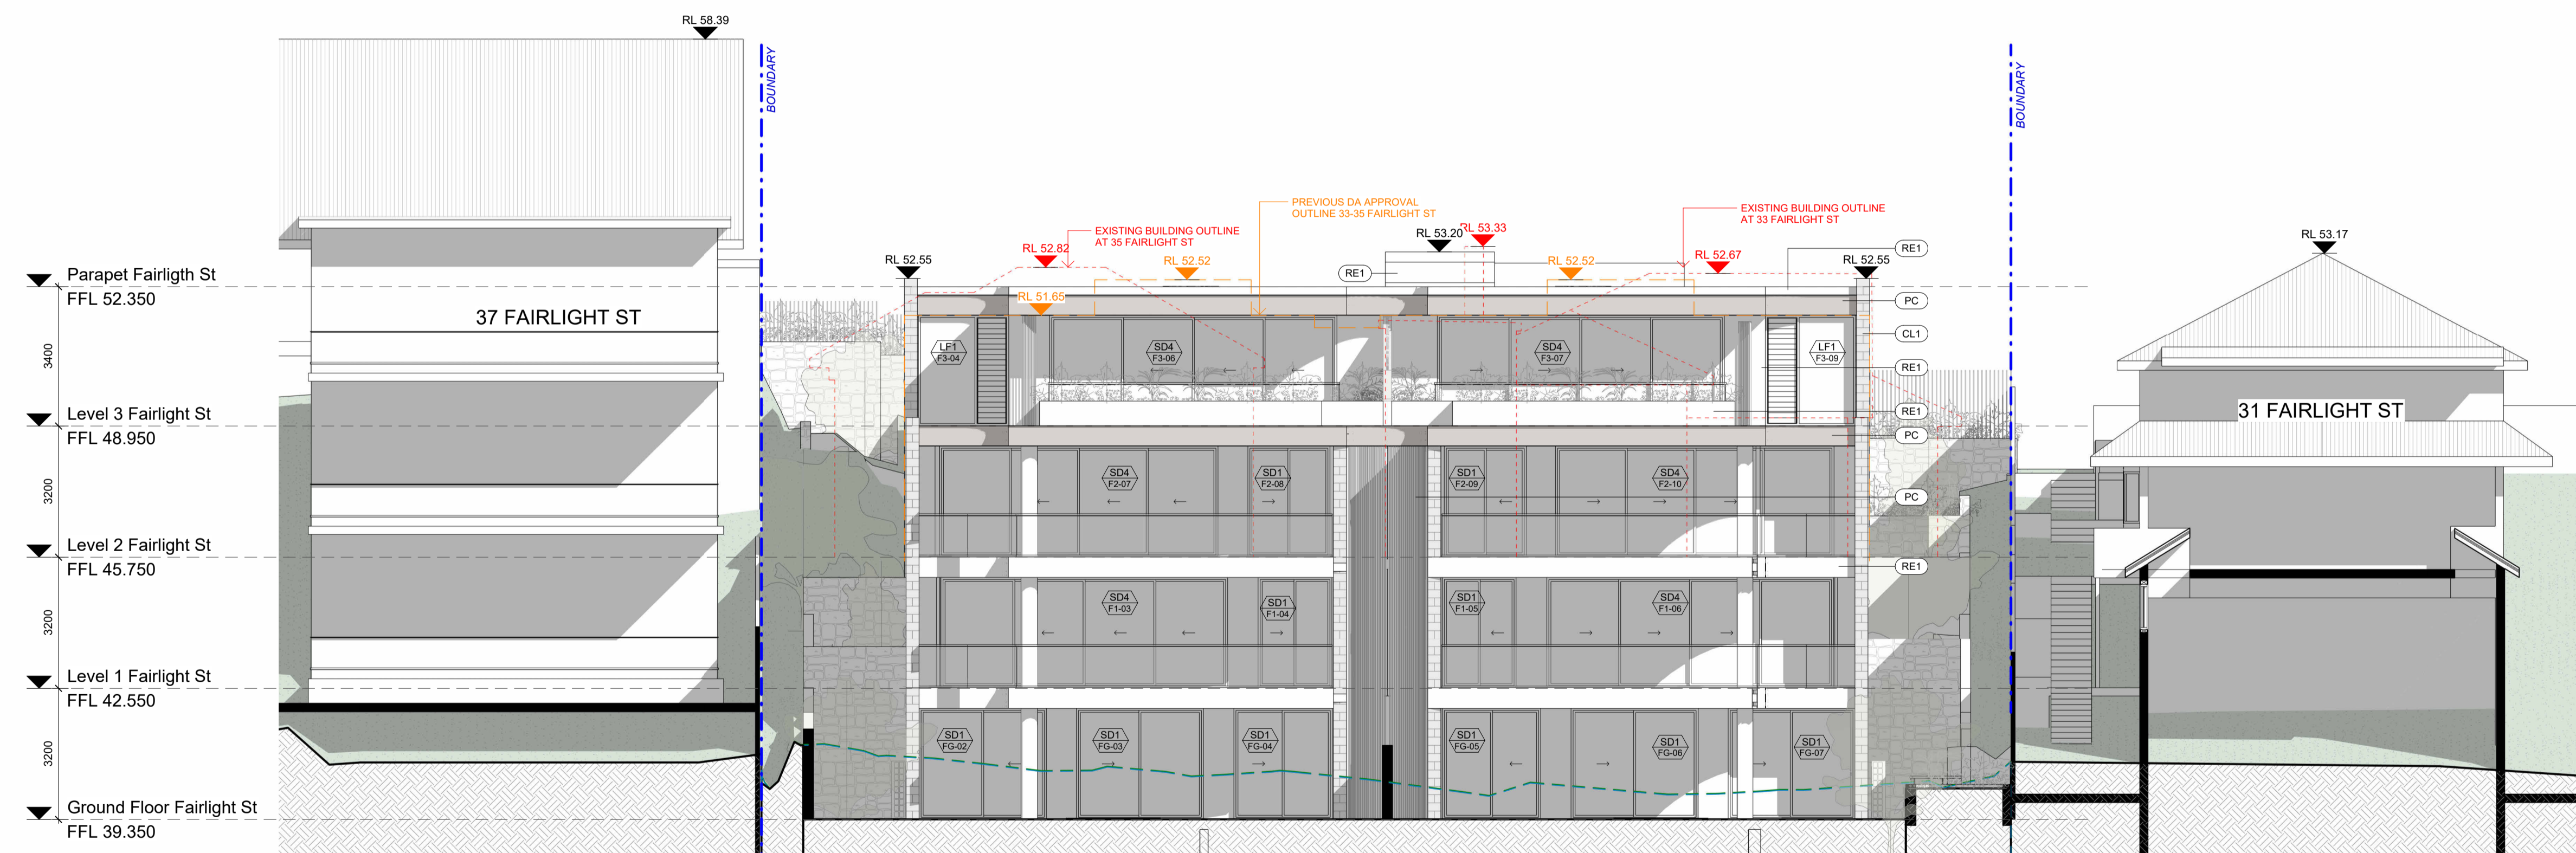 RL 58.39
BOUNDARY
BOUNDARY
PREVIOUS DA APPROVAL
OUTLINE 33-35 FAIRLIGHT ST
EXISTING BUILDING OUTLINE
AT 33 FAIRLIGHT ST
EXISTING BUILDING OUTLINE
AT 35 FAIRLIGHT ST
RL 53.20
RL 53.33
RL 53.17
RL 52.82
RL 52.55
RL 52.52
RL 52.52
RL 52.67
RL 52.55
RE1
RE1
RL 51.65
PC
Parapet Fairligth St
FFL 52.350
37 FAIRLIGHT ST
CL1
3400
LF1
F3-04
SD4
F3-06
SD4
F3-07
LF1
F3-09
RE1
RE1
31 FAIRLIGHT ST
Level 3 Fairlight St
FFL 48.950
PC
3200
SD4
F2-07
SD1
F2-08
SD1
F2-09
SD4
F2-10
PC
Level 2 Fairlight St
FFL 45.750
RE1
3200
SD4
F1-03
SD1
F1-04
SD1
F1-05
SD4
F1-06
Level 1 Fairlight St
FFL 42.550
3200
SD1
FG-02
SD1
FG-03
SD1
FG-04
SD1
FG-05
SD1
FG-06
SD1
FG-07
Ground Floor Fairlight St
FFL 39.350